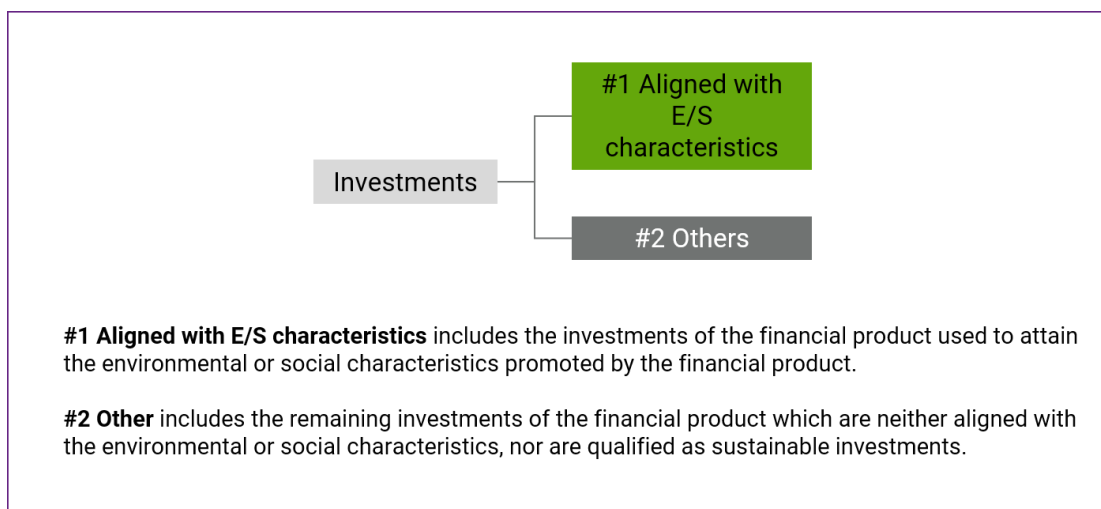 #1 Aligned with
E/S
characteristics
Investments
#2 Others
#1 Aligned with E/S characteristics includes the investments of the financial product used to attain
the environmental or social characteristics promoted by the financial product.
#2 Other includes the remaining investments of the financial product which are neither aligned with
the environmental or social characteristics, nor are qualified as sustainable investments.